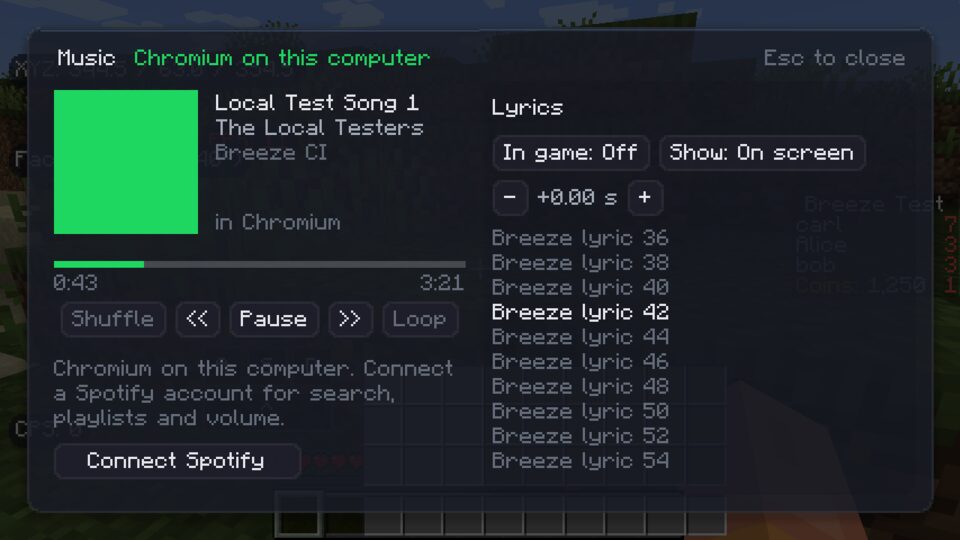 Music Chromium on this computer
Esc to close
Local Test Song 1
The Local Testers
Breeze CI
in Chromium
0:43
3:21
Shuffle
<<
Pause
>>
Loop
Chromium on this computer. Connect
a Spotify account for search,
playlists and volume.
Connect Spotify
Lyrics
In game: Off
Show: On screen
-
+0.00 s
+
Breeze lyric 36
Breeze lyric 38
Breeze lyric 40
Breeze lyric 42
Breeze lyric 44
Breeze lyric 46
Breeze lyric 48
Breeze lyric 50
Breeze lyric 52
Breeze lyric 54
Breeze Test
carl 7
Alice 3
bob 3
Coins: 1,250 1